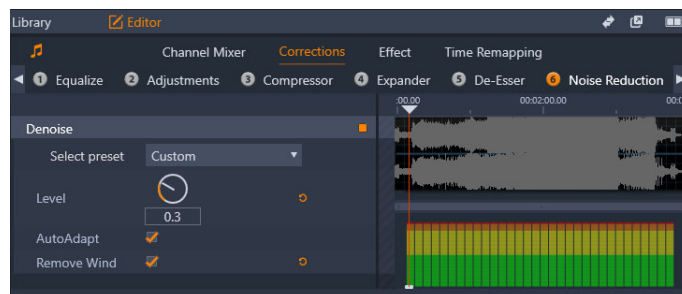 Library Editor
Channel Mixer Corrections Effect Time Remapping
1 Equalize 2 Adjustments 3 Compressor 4 Expander 5 De-Esser 6 Noise Reduction
:00.00 00:02:00.00 00:0
Denoise
Select preset Custom
Level
0.3
AutoAdapt
Remove Wind